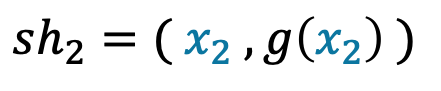 sh₂ = ( x₂ , g(x₂) )